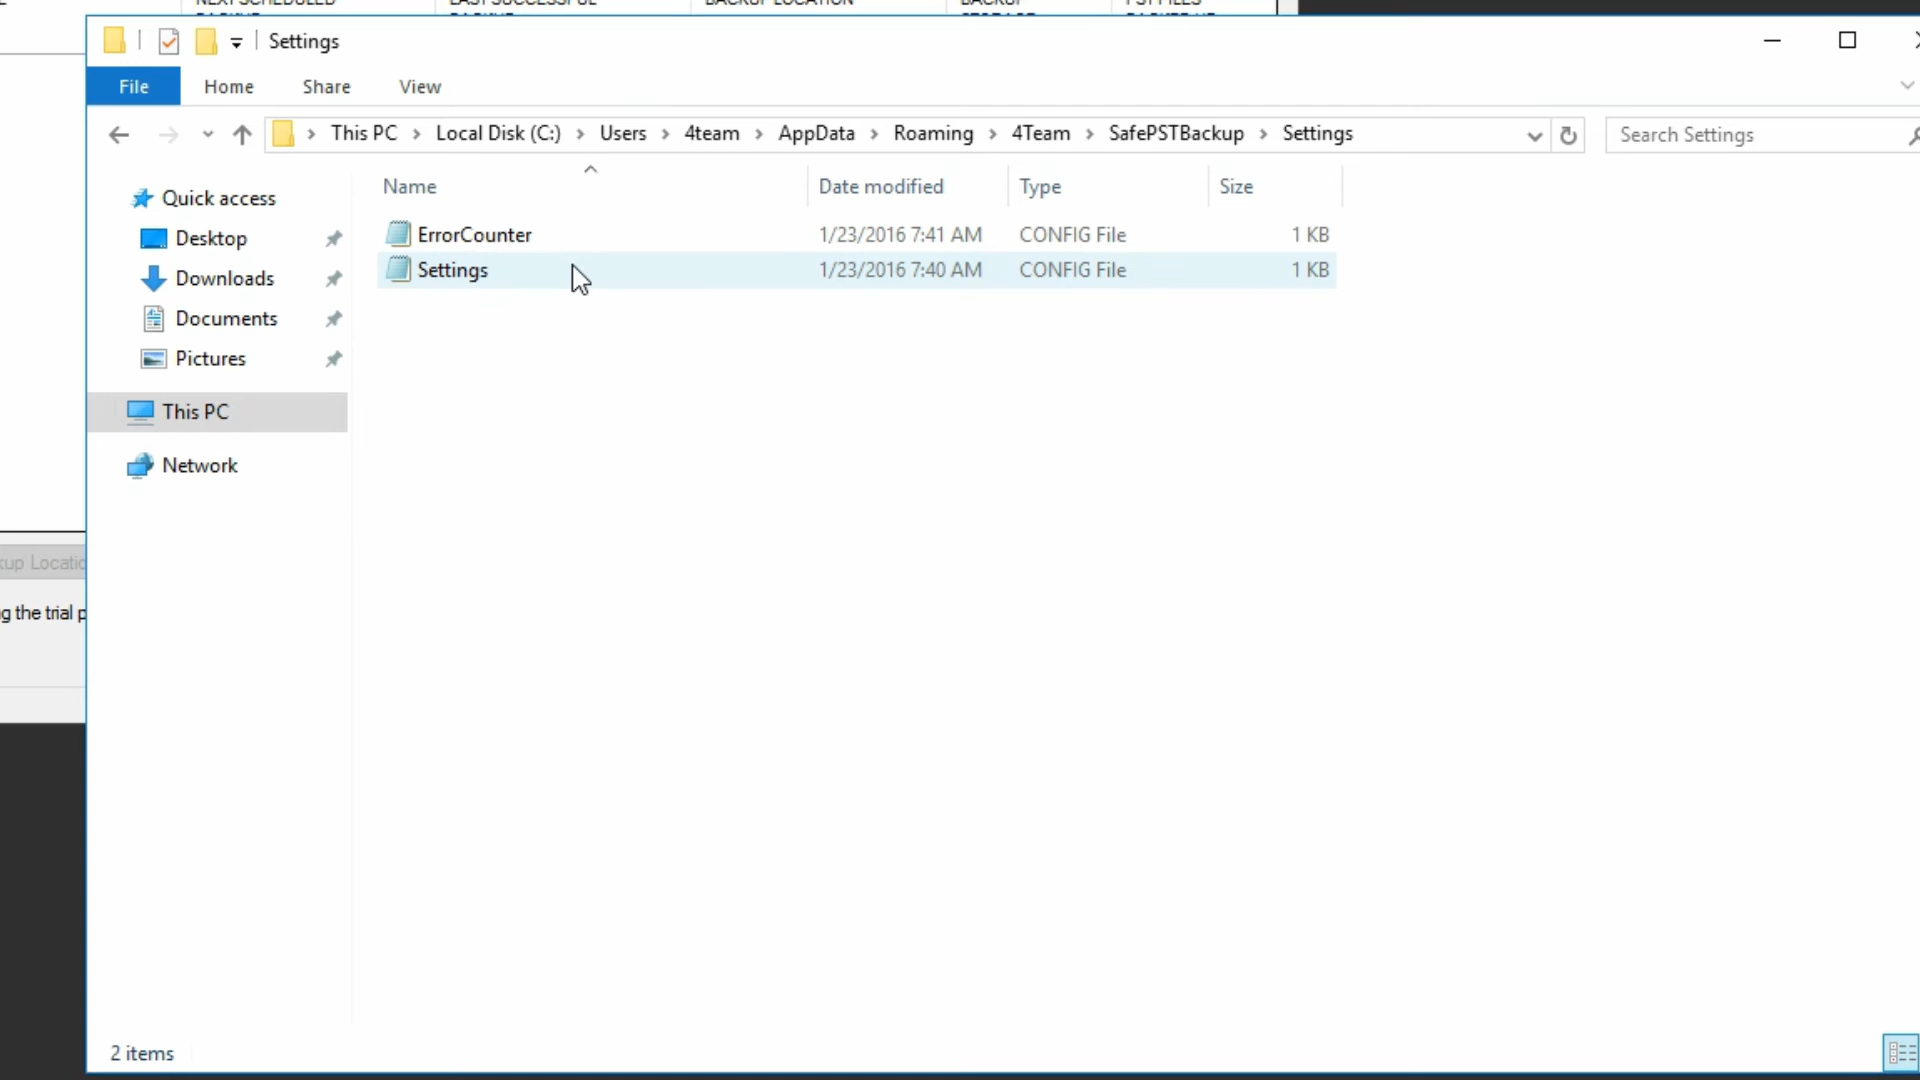 Settings
File Home Share View
This PC Local Disk (C:) Users 4team AppData Roaming 4Team SafePSTBackup Settings
Search Settings
Name Date modified Type Size
Quick access
Desktop
Downloads
Documents
Pictures
This PC
Network
ErrorCounter 1/23/2016 7:41 AM CONFIG File 1 KB
Settings 1/23/2016 7:40 AM CONFIG File 1 KB
g the trial
2 items